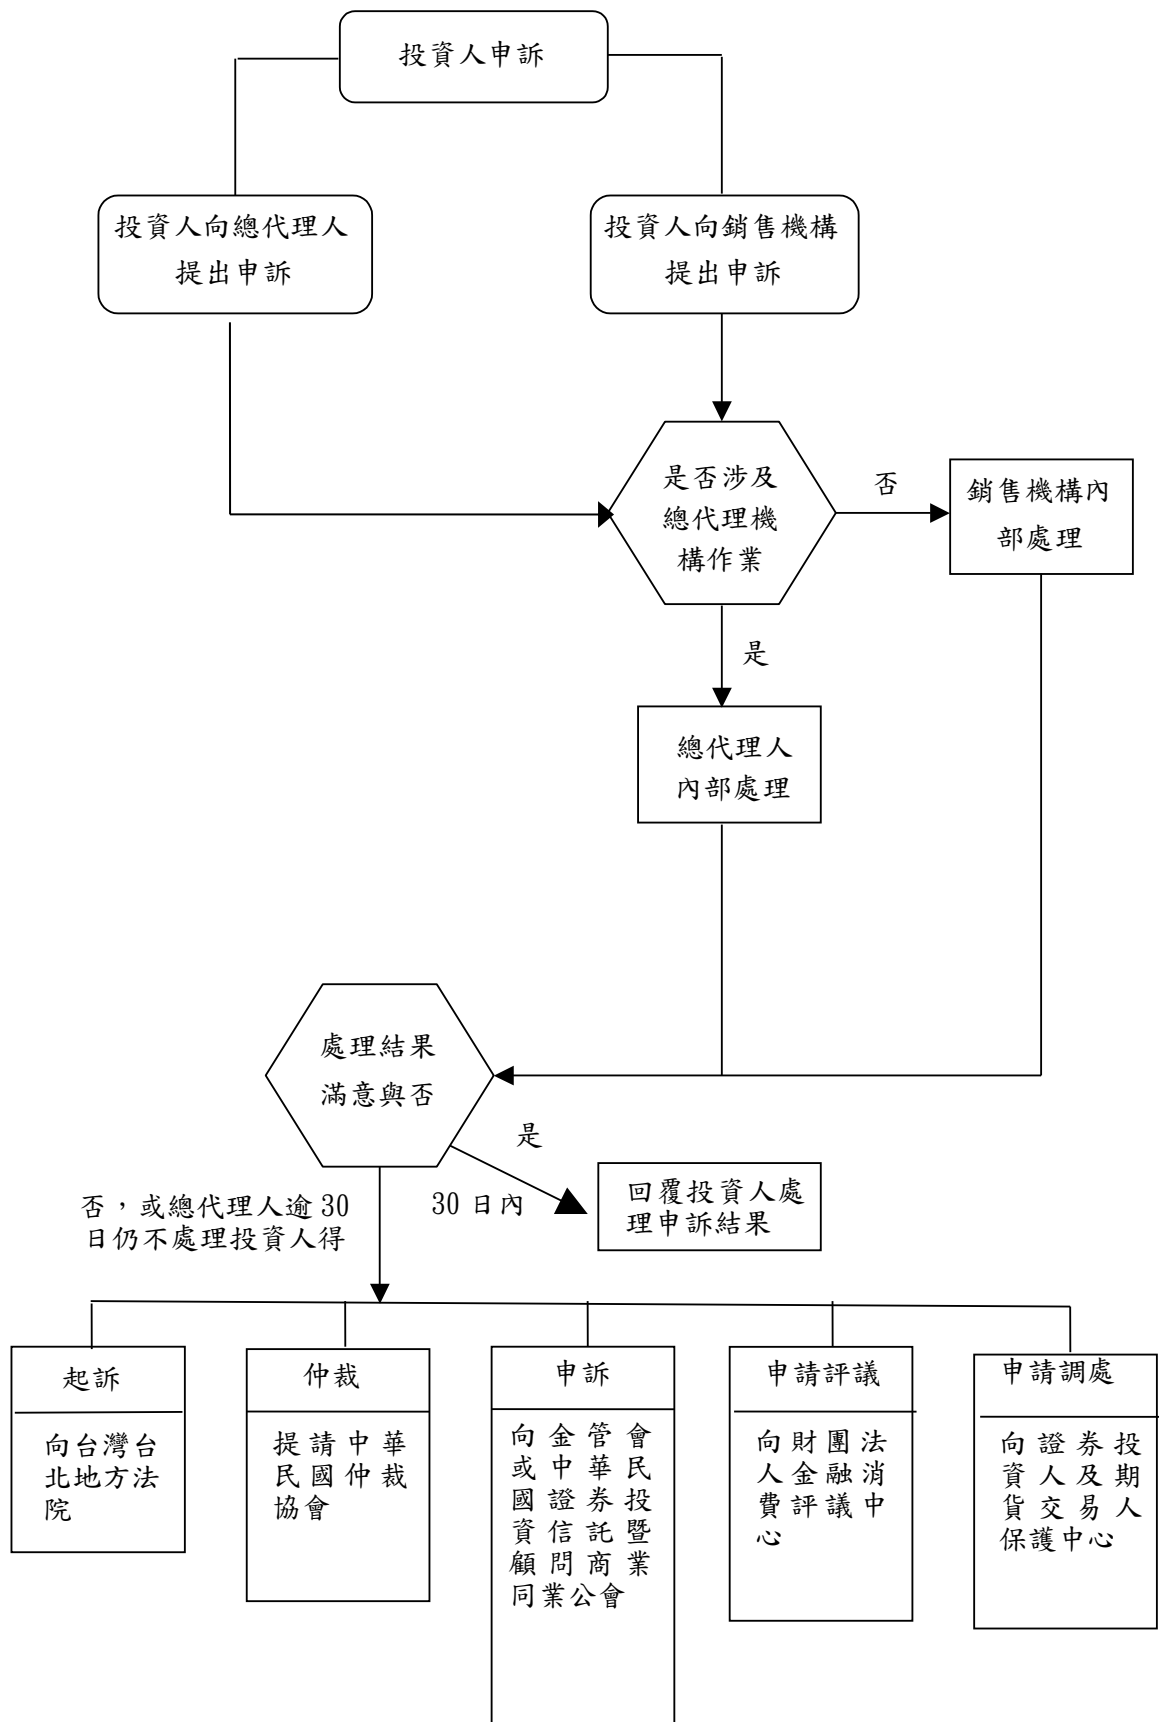 投資人申訴
投資人向總代理人
提出申訴
投資人向銷售機構
提出申訴
是否涉及
總代理機
構作業
否
銷售機構內
部處理
是
總代理人
內部處理
處理結果
滿意與否
是
30 日內
回覆投資人處
理申訴結果
否，或總代理人逾 30
日仍不處理投資人得
起訴
向台灣台
北地方法
院
仲裁
提請中華
民國仲裁
協會
申訴
向金管會
或中華民
國證券投
資信託暨
顧問商業
同業公會
申請評議
向財團法
人金融消
費評議中
心
申請調處
向證券投
資人及期
貨交易人
保護中心